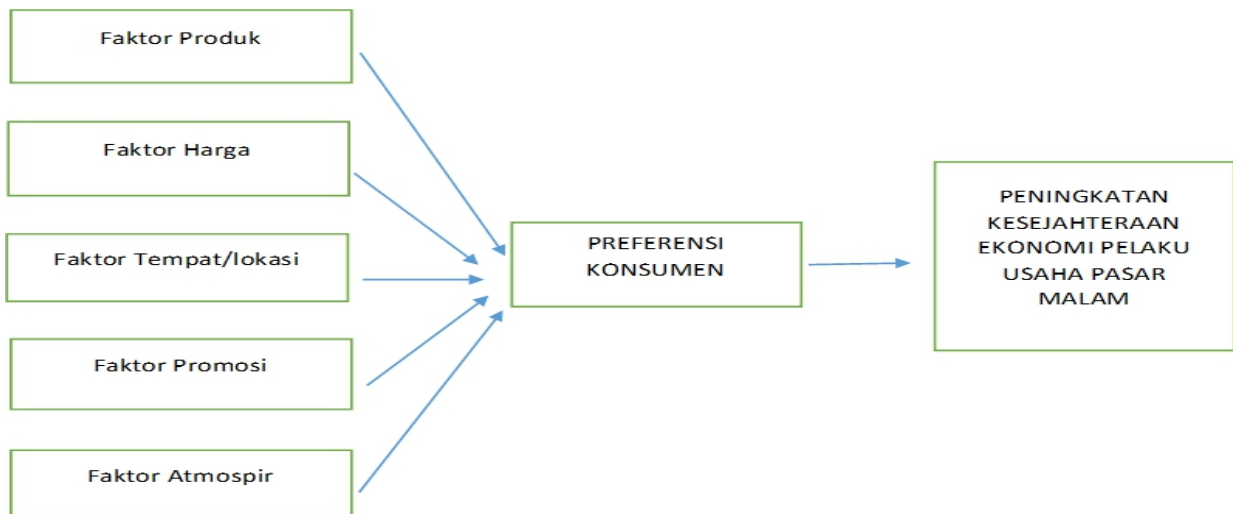 Faktor Produk
Faktor Harga
Faktor Tempat/lokasi
Faktor Promosi
Faktor Atmospir
PREFERENSI
KONSUMEN
PENINGKATAN
KESEJAHTERAAN
EKONOMI PELAKU
USAHA PASAR
MALAM